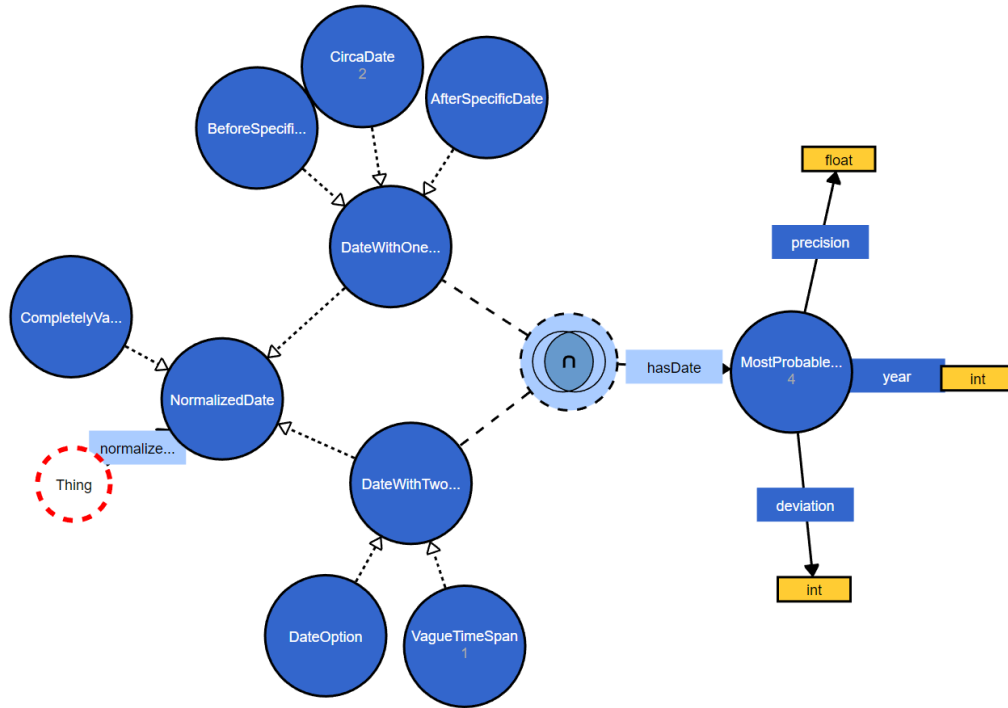 CircaDate
2
AfterSpecificDate
BeforeSpecifi...
float
precision
DateWithOne...
CompletelyVa...
∩
hasDate
MostProbable...
4
year
int
NormalizedDate
normalize...
Thing
DateWithTwo...
deviation
int
DateOption
VagueTimeSpan
1